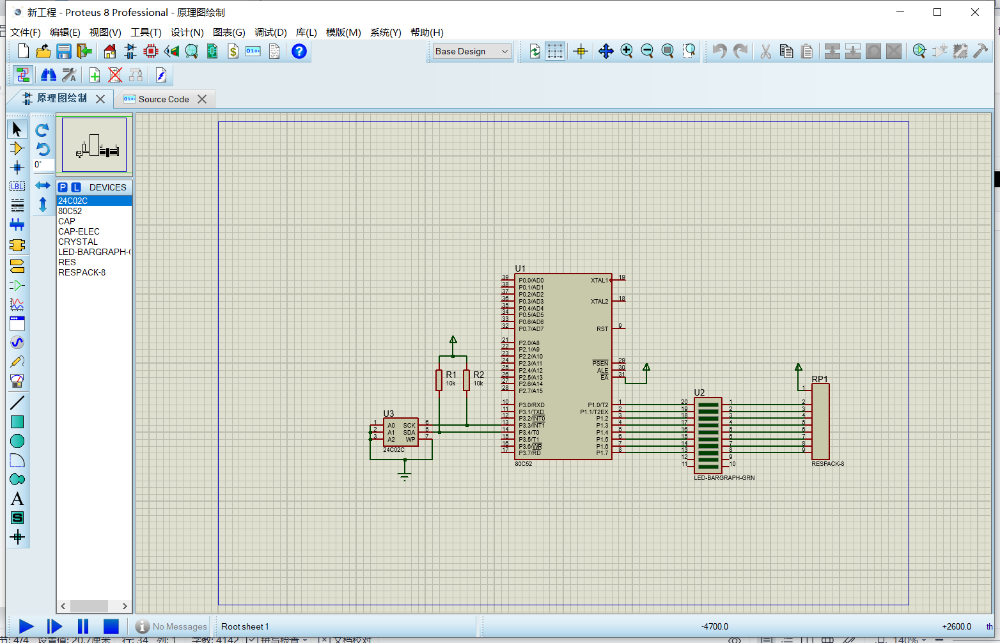 新工程 - Proteus 8 Professional - 原理图绘制
文件(F) 编辑(E) 视图(V) 工具(T) 设计(N) 图表(G) 调试(D) 库(L) 模版(M) 系统(Y) 帮助(H)
Base Design
原理图绘制
Source Code
0°
LBL
P L DEVICES
24C02C
80C52
CAP
CAP-ELEC
CRYSTAL
LED-BARGRAPH-
RES
RESPACK-8
A
S
U1
39 P0.0/AD0 XTAL1 19
38 P0.1/AD1
37 P0.2/AD2
36 P0.3/AD3 XTAL2 18
35 P0.4/AD4
34 P0.5/AD5
33 P0.6/AD6
32 P0.7/AD7 RST 9
21 P2.0/A8
22 P2.1/A9
23 P2.2/A10
24 P2.3/A11 PSEN 29
25 P2.4/A12 ALE 30
26 P2.5/A13 EA 31
27 P2.6/A14
28 P2.7/A15
10 P3.0/RXD P1.0/T2 1
11 P3.1/TXD P1.1/T2EX 2
12 P3.2/INT0 P1.2 3
13 P3.3/INT1 P1.3 4
14 P3.4/T0 P1.4 5
15 P3.5/T1 P1.5 6
16 P3.6/WR P1.6 7
17 P3.7/RD P1.7 8
80C52
R1
10k
R2
10k
U3
1 A0 SCK 6
2 A1 SDA 5
3 A2 WP 7
24C02C
U2
20 1
19 2
18 3
17 4
16 5
15 6
14 7
13 8
12 9
11 10
LED-BARGRAPH-GRN
RP1
1
2
3
4
5
6
7
8
9
RESPACK-8
No Messages
Root sheet 1
-4700.0
+2600.0
th
节: 4/4 设置值: 20.7厘米 行: 34 列: 1 字数: 4142 拼写检查 文档校对 140%